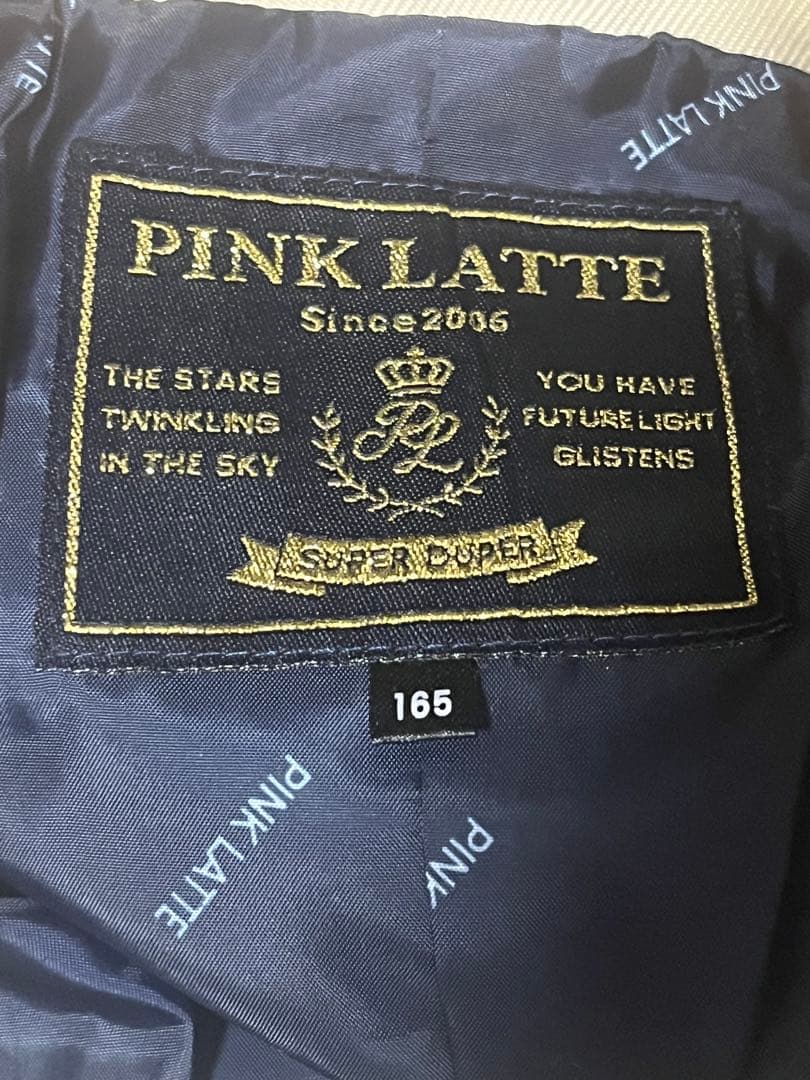 PINK LATTE
PINK LATTE
Since2006
THE STARS
TWINKLING
IN THE SKY
PL
YOU HAVE
FUTURE LIGHT
GLISTENS
SUPER DUPER
165
PINK LATTE
PINK